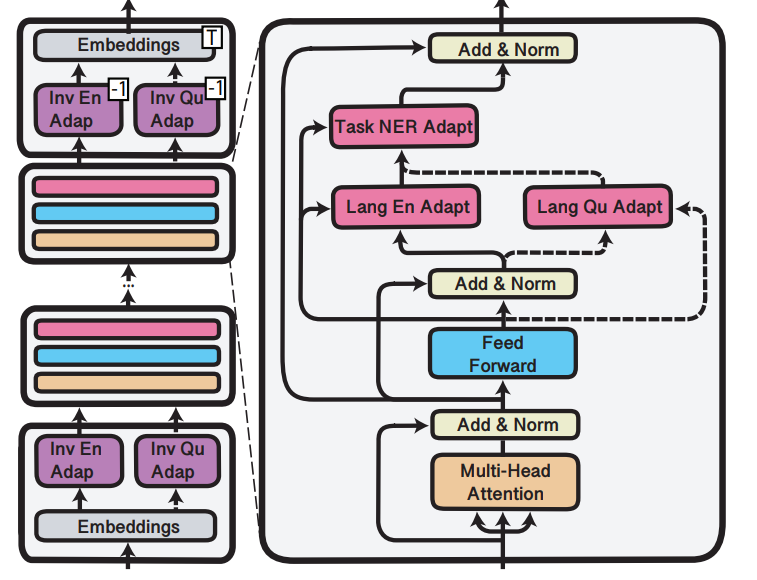 Embeddings
T
Inv En
Adap
-1
Inv Qu
Adap
-1
...
Inv En
Adap
Inv Qu
Adap
Embeddings
Add & Norm
Task NER Adapt
Lang En Adapt
Lang Qu Adapt
Add & Norm
Feed
Forward
Add & Norm
Multi-Head
Attention